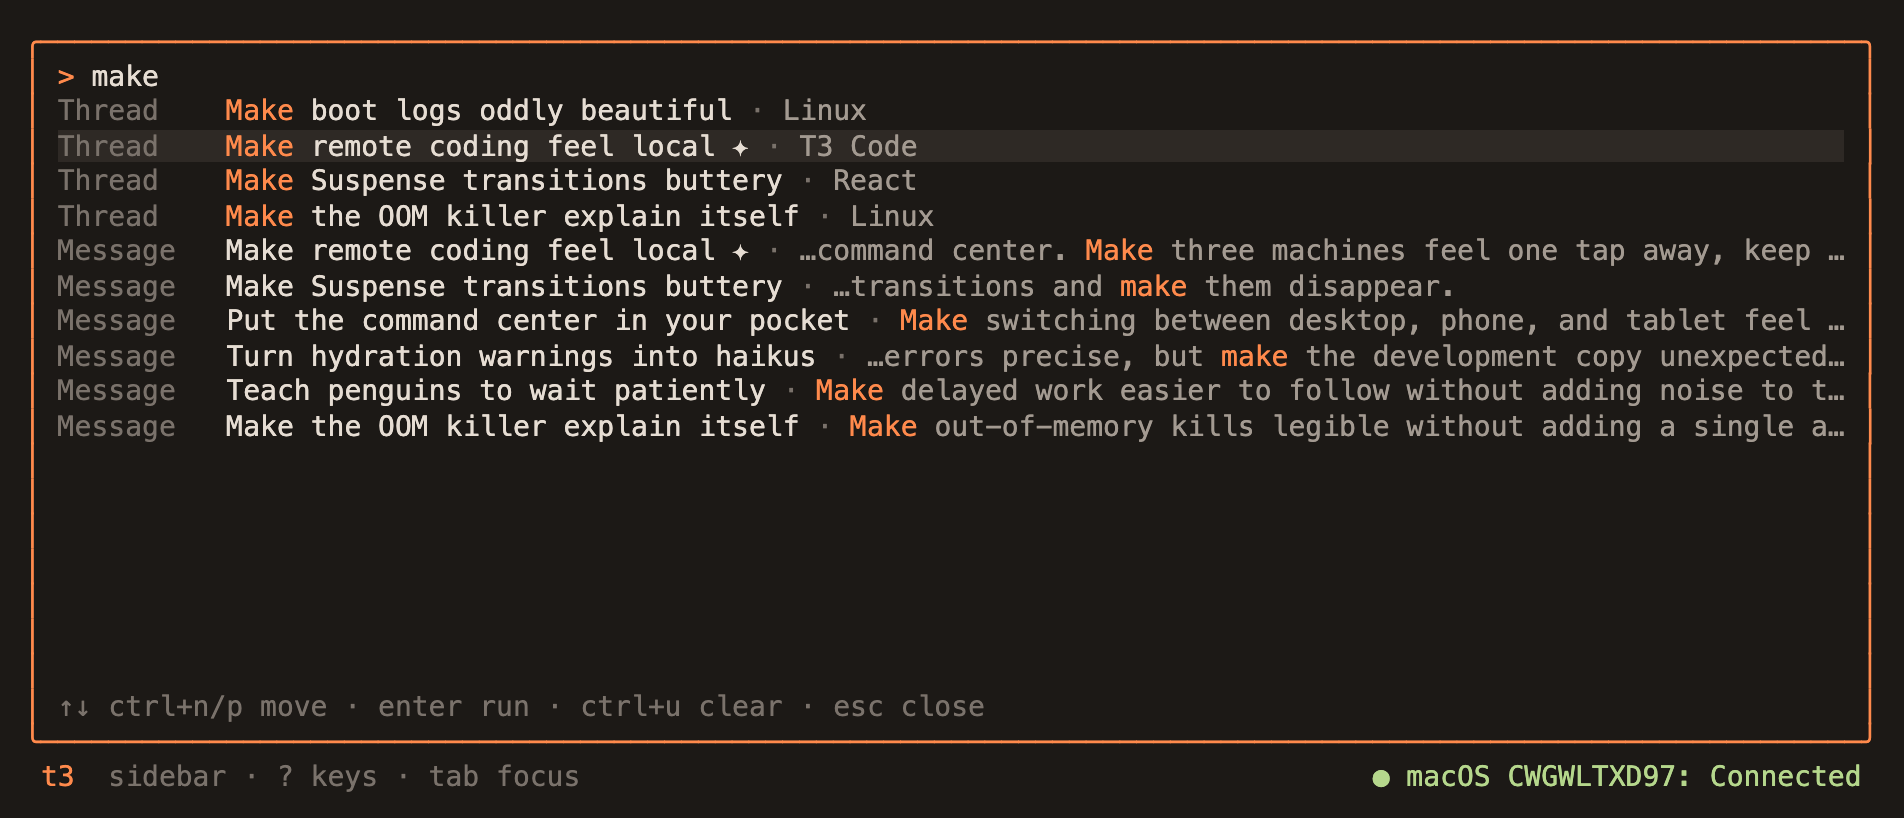 > make
Thread Make boot logs oddly beautiful · Linux
Thread Make remote coding feel local ✦ · T3 Code
Thread Make Suspense transitions buttery · React
Thread Make the OOM killer explain itself · Linux
Message Make remote coding feel local ✦ · …command center. Make three machines feel one tap away, keep …
Message Make Suspense transitions buttery · …transitions and make them disappear.
Message Put the command center in your pocket · Make switching between desktop, phone, and tablet feel …
Message Turn hydration warnings into haikus · …errors precise, but make the development copy unexpected…
Message Teach penguins to wait patiently · Make delayed work easier to follow without adding noise to t…
Message Make the OOM killer explain itself · Make out-of-memory kills legible without adding a single a…
↑↓ ctrl+n/p move · enter run · ctrl+u clear · esc close
t3 sidebar · ? keys · tab focus ● macOS CWGWLTXD97: Connected